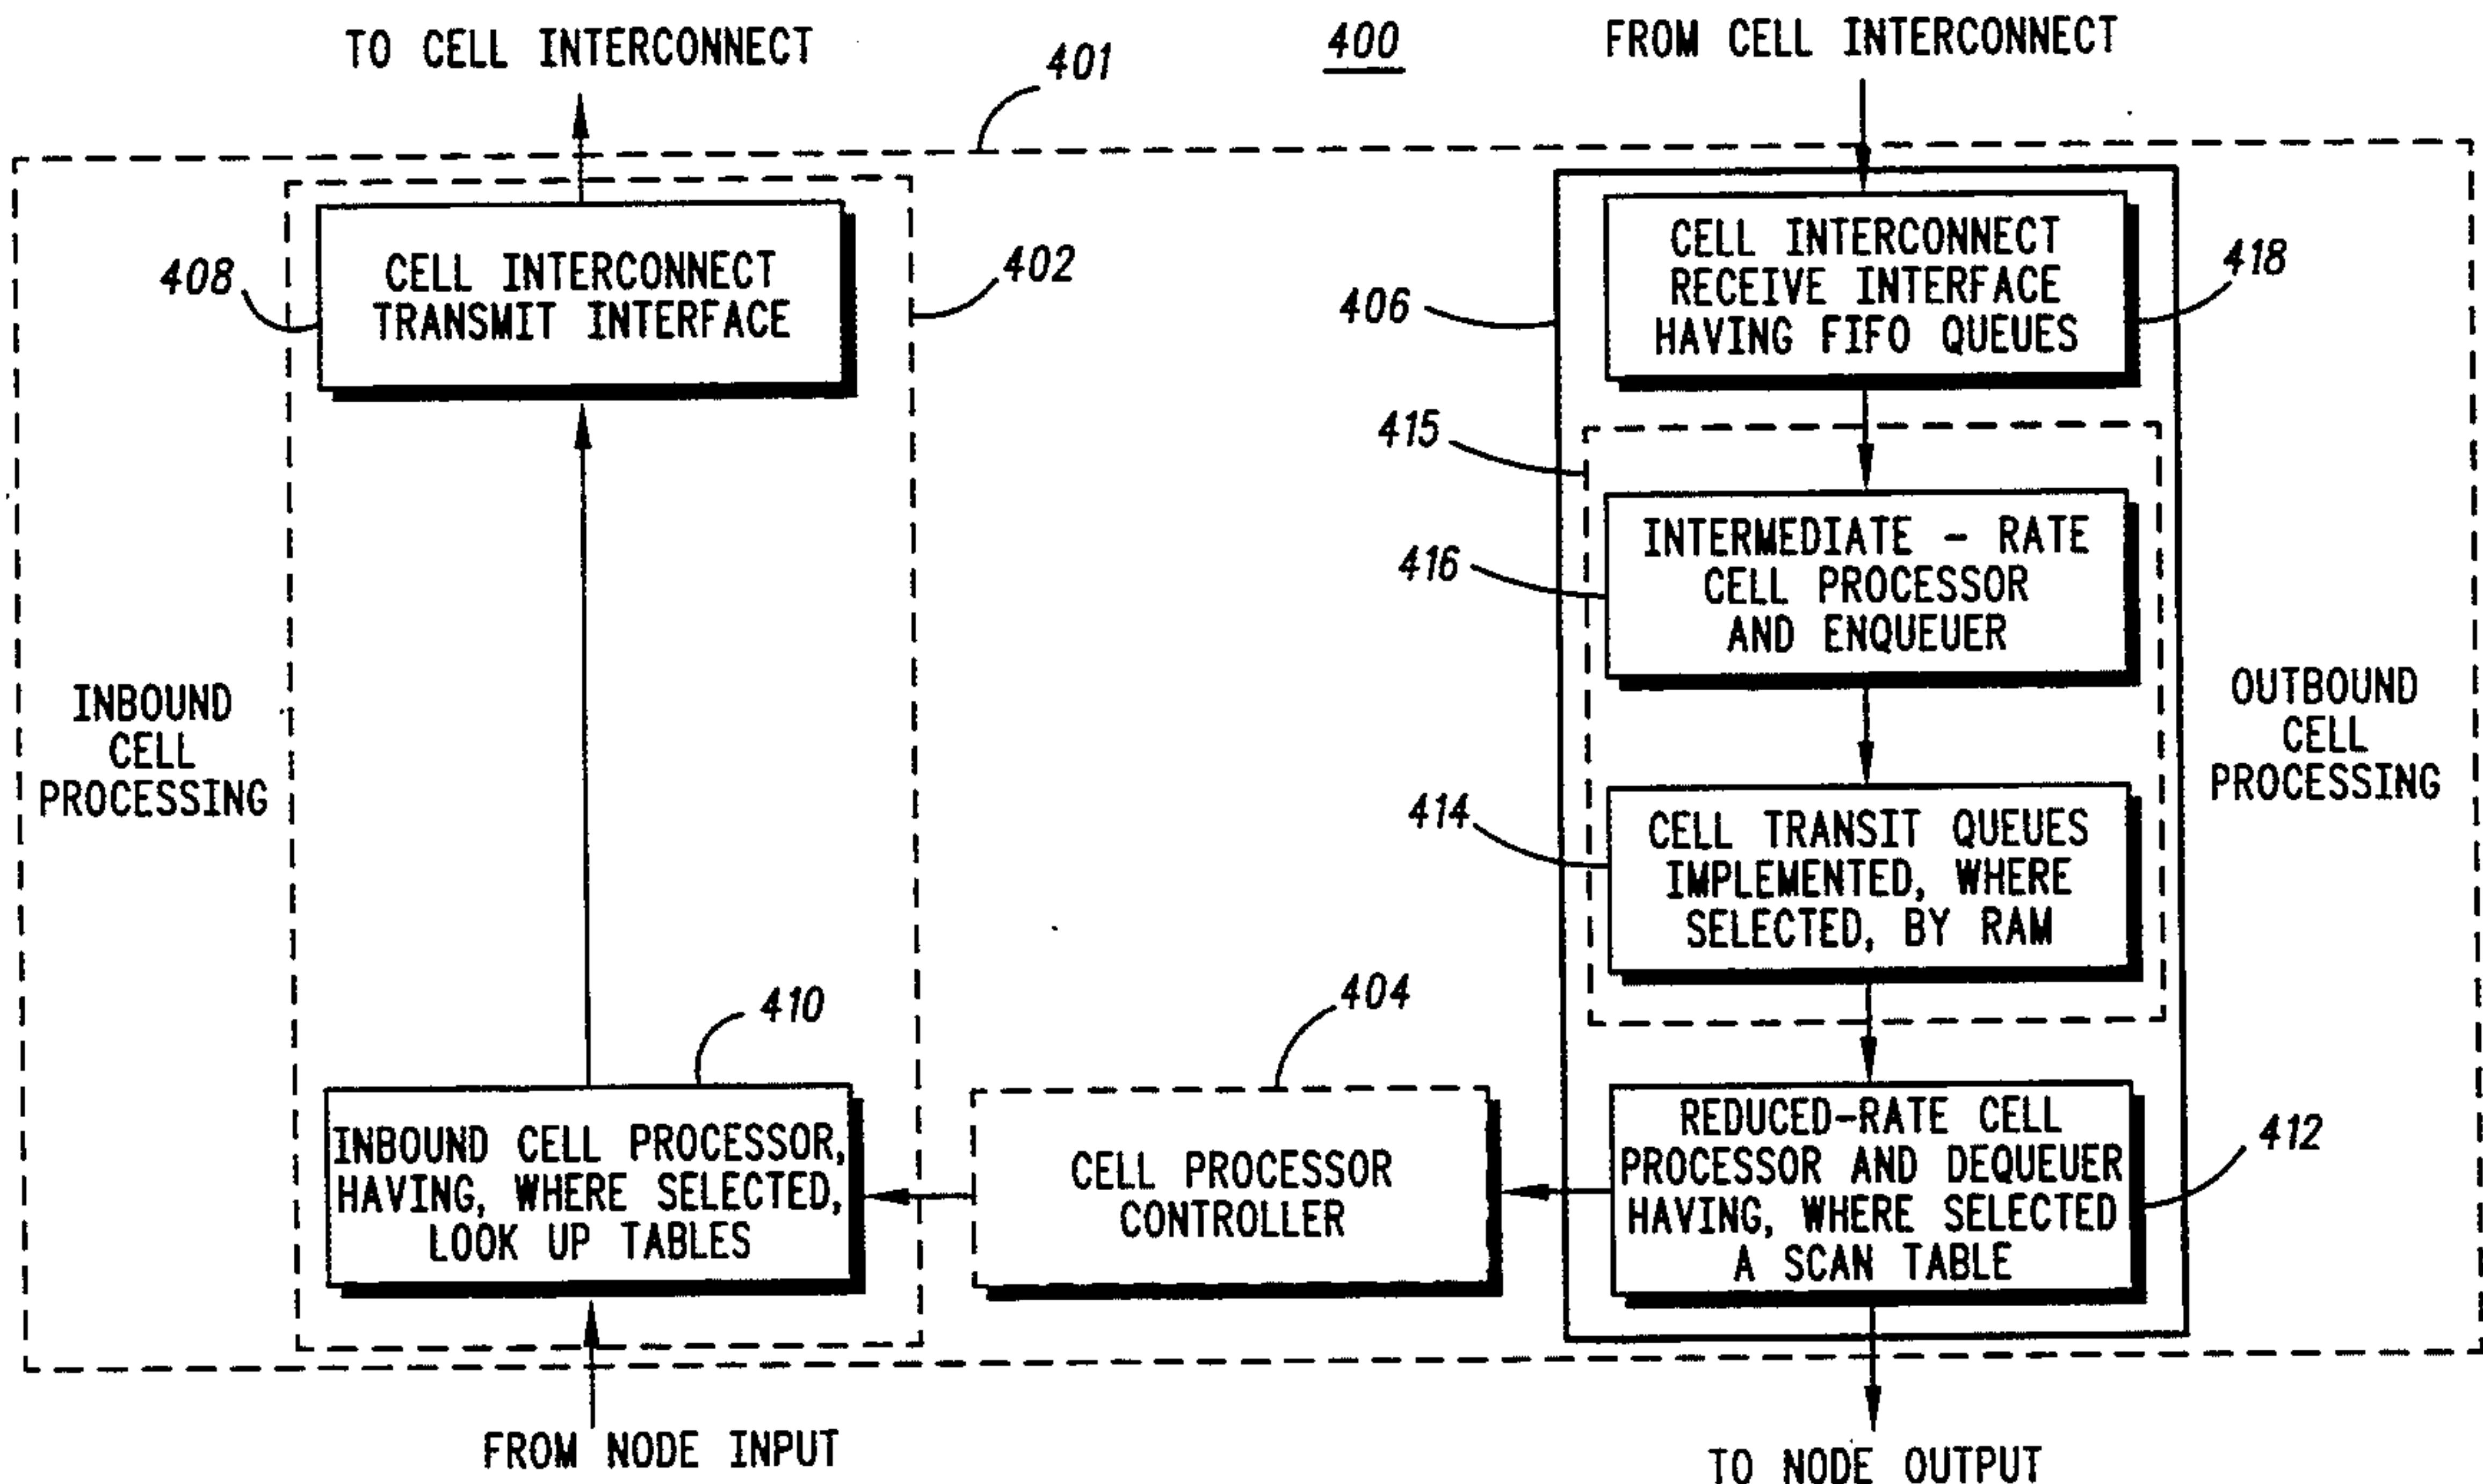 TO CELL INTERCONNECT
400
FROM CELL INTERCONNECT
401
408
CELL INTERCONNECT
TRANSMIT INTERFACE
402
406
CELL INTERCONNECT
RECEIVE INTERFACE
HAVING FIFO QUEUES
418
415
416
INTERMEDIATE - RATE
CELL PROCESSOR
AND ENQUEUER
INBOUND
CELL
PROCESSING
OUTBOUND
CELL
PROCESSING
414
CELL TRANSIT QUEUES
IMPLEMENTED, WHERE
SELECTED, BY RAM
410
404
INBOUND CELL PROCESSOR,
HAVING, WHERE SELECTED,
LOOK UP TABLES
CELL PROCESSOR
CONTROLLER
REDUCED-RATE CELL
PROCESSOR AND DEQUEUER
HAVING, WHERE SELECTED
A SCAN TABLE
412
FROM NODE INPUT
TO NODE OUTPUT